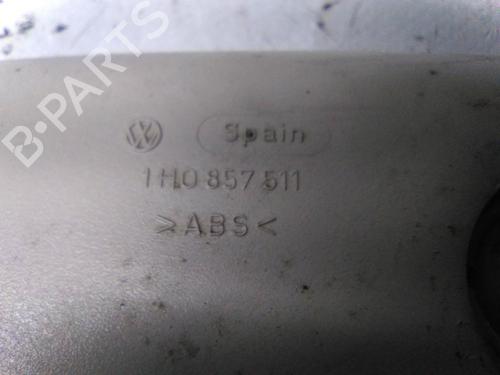 B-PARTS
Spain
1H0 857 511
>ABS<